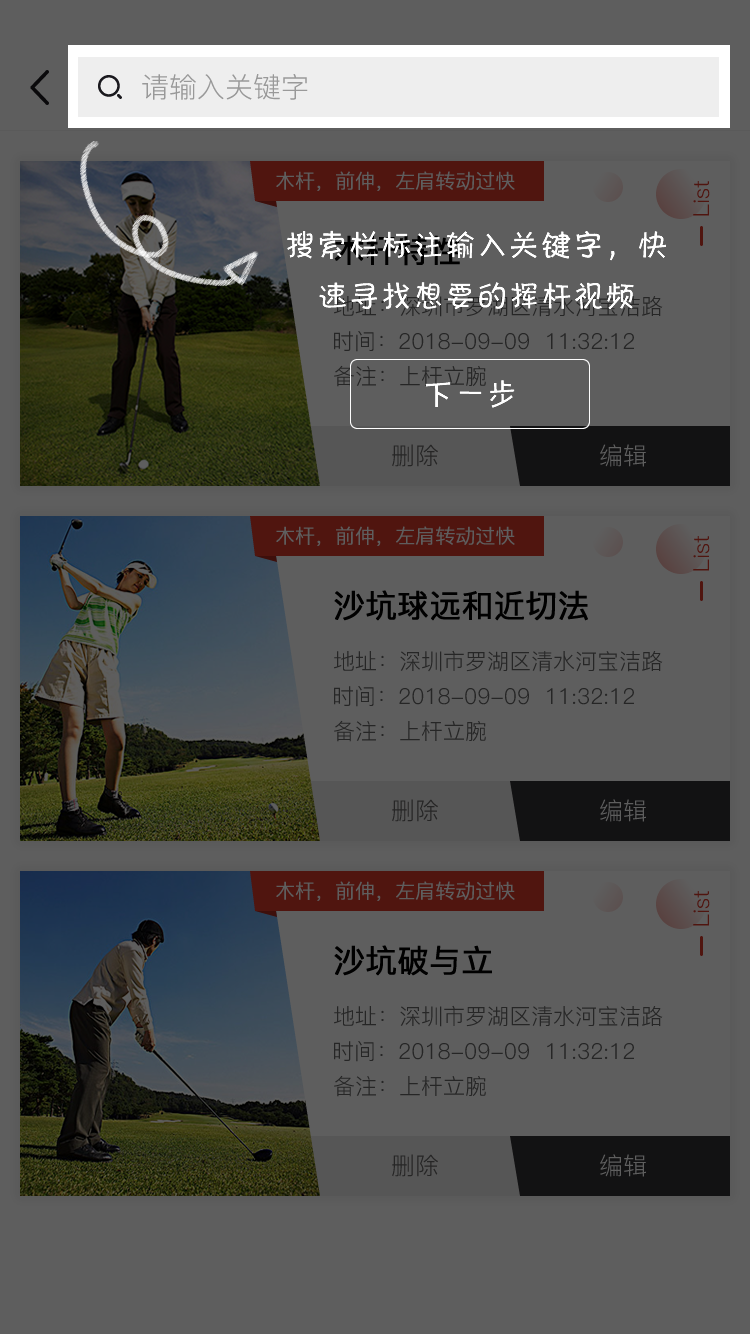 请输入关键字
木杆，前伸，左肩转动过快
List
木杆特性
搜索栏标注输入关键字，快
速寻找想要的挥杆视频
地址：深圳市罗湖区清水河宝洁路
时间：2018-09-09 11:32:12
备注：上杆立腕
下一步
删除
编辑
木杆，前伸，左肩转动过快
List
沙坑球远和近切法
地址：深圳市罗湖区清水河宝洁路
时间：2018-09-09 11:32:12
备注：上杆立腕
删除
编辑
木杆，前伸，左肩转动过快
List
沙坑破与立
地址：深圳市罗湖区清水河宝洁路
时间：2018-09-09 11:32:12
备注：上杆立腕
删除
编辑